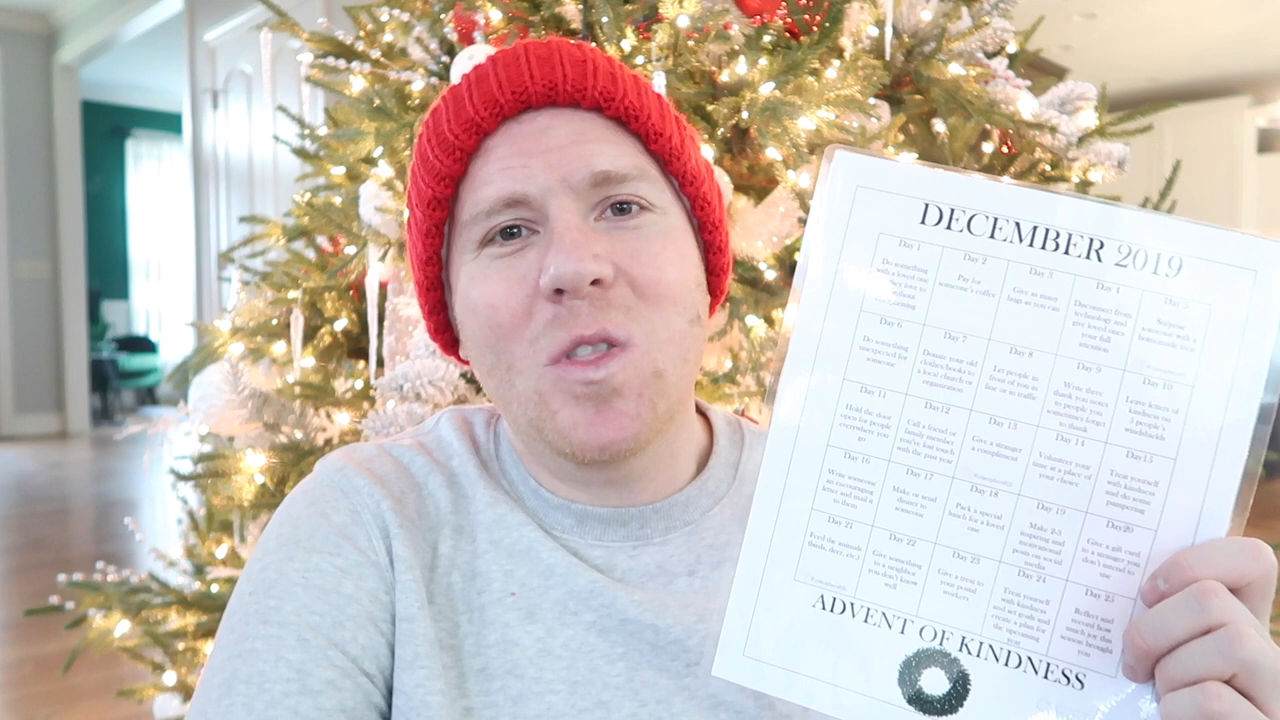 DECEMBER 2019
Day 1
Do something
with a loved one
they love to
without
Day 2
Pay for
someone's coffee
Day 3
Give as many
hugs as you can
Day 4
Disconnect from
technology and
give loved ones
your full
attention
Day 5
Surprise
someone with a
homemade
Day 6
Do something
unexpected for
someone
Day 7
Donate your old
clothes/books to
a local church or
organization
Day 8
Let people in
front of you in
line or in traffic
Day 9
Write three
thank you notes
to people you
sometimes forget
to thank
Day 10
Leave letters of
kindness on
5 people's
windshields
Day 11
Hold the door
open for people
everywhere you
go
Day12
Call a friend or
family member
you've lost touch
with the past year
Day 13
Give a stranger
a compliment
Day 14
Volunteer your
time at a place of
your choice
Day15
Treat yourself
with kindness
and do some
pampering
Day 16
Write someone
an encouraging
letter and mail it
to them
Day 17
Make or send
dinner to
someone
Day 18
Pack a special
lunch for a loved
one
Day 19
Make 2-3
inspiring and
motivational
posts on social
media
Day20
Give a gift card
to a stranger you
don't intend to
use
Day 21
Feed the animals
(birds, deer, etc.)
Day 22
Give something
to a neighbor
you don't know
well
Day 23
Give a treat to
your postal
workers
Day 24
Treat yourself
with kindness
and set goals and
create a plan for
the upcoming
year
Day 25
Reflect and
record how
much joy this
season brought
you
ADVENT OF KINDNESS